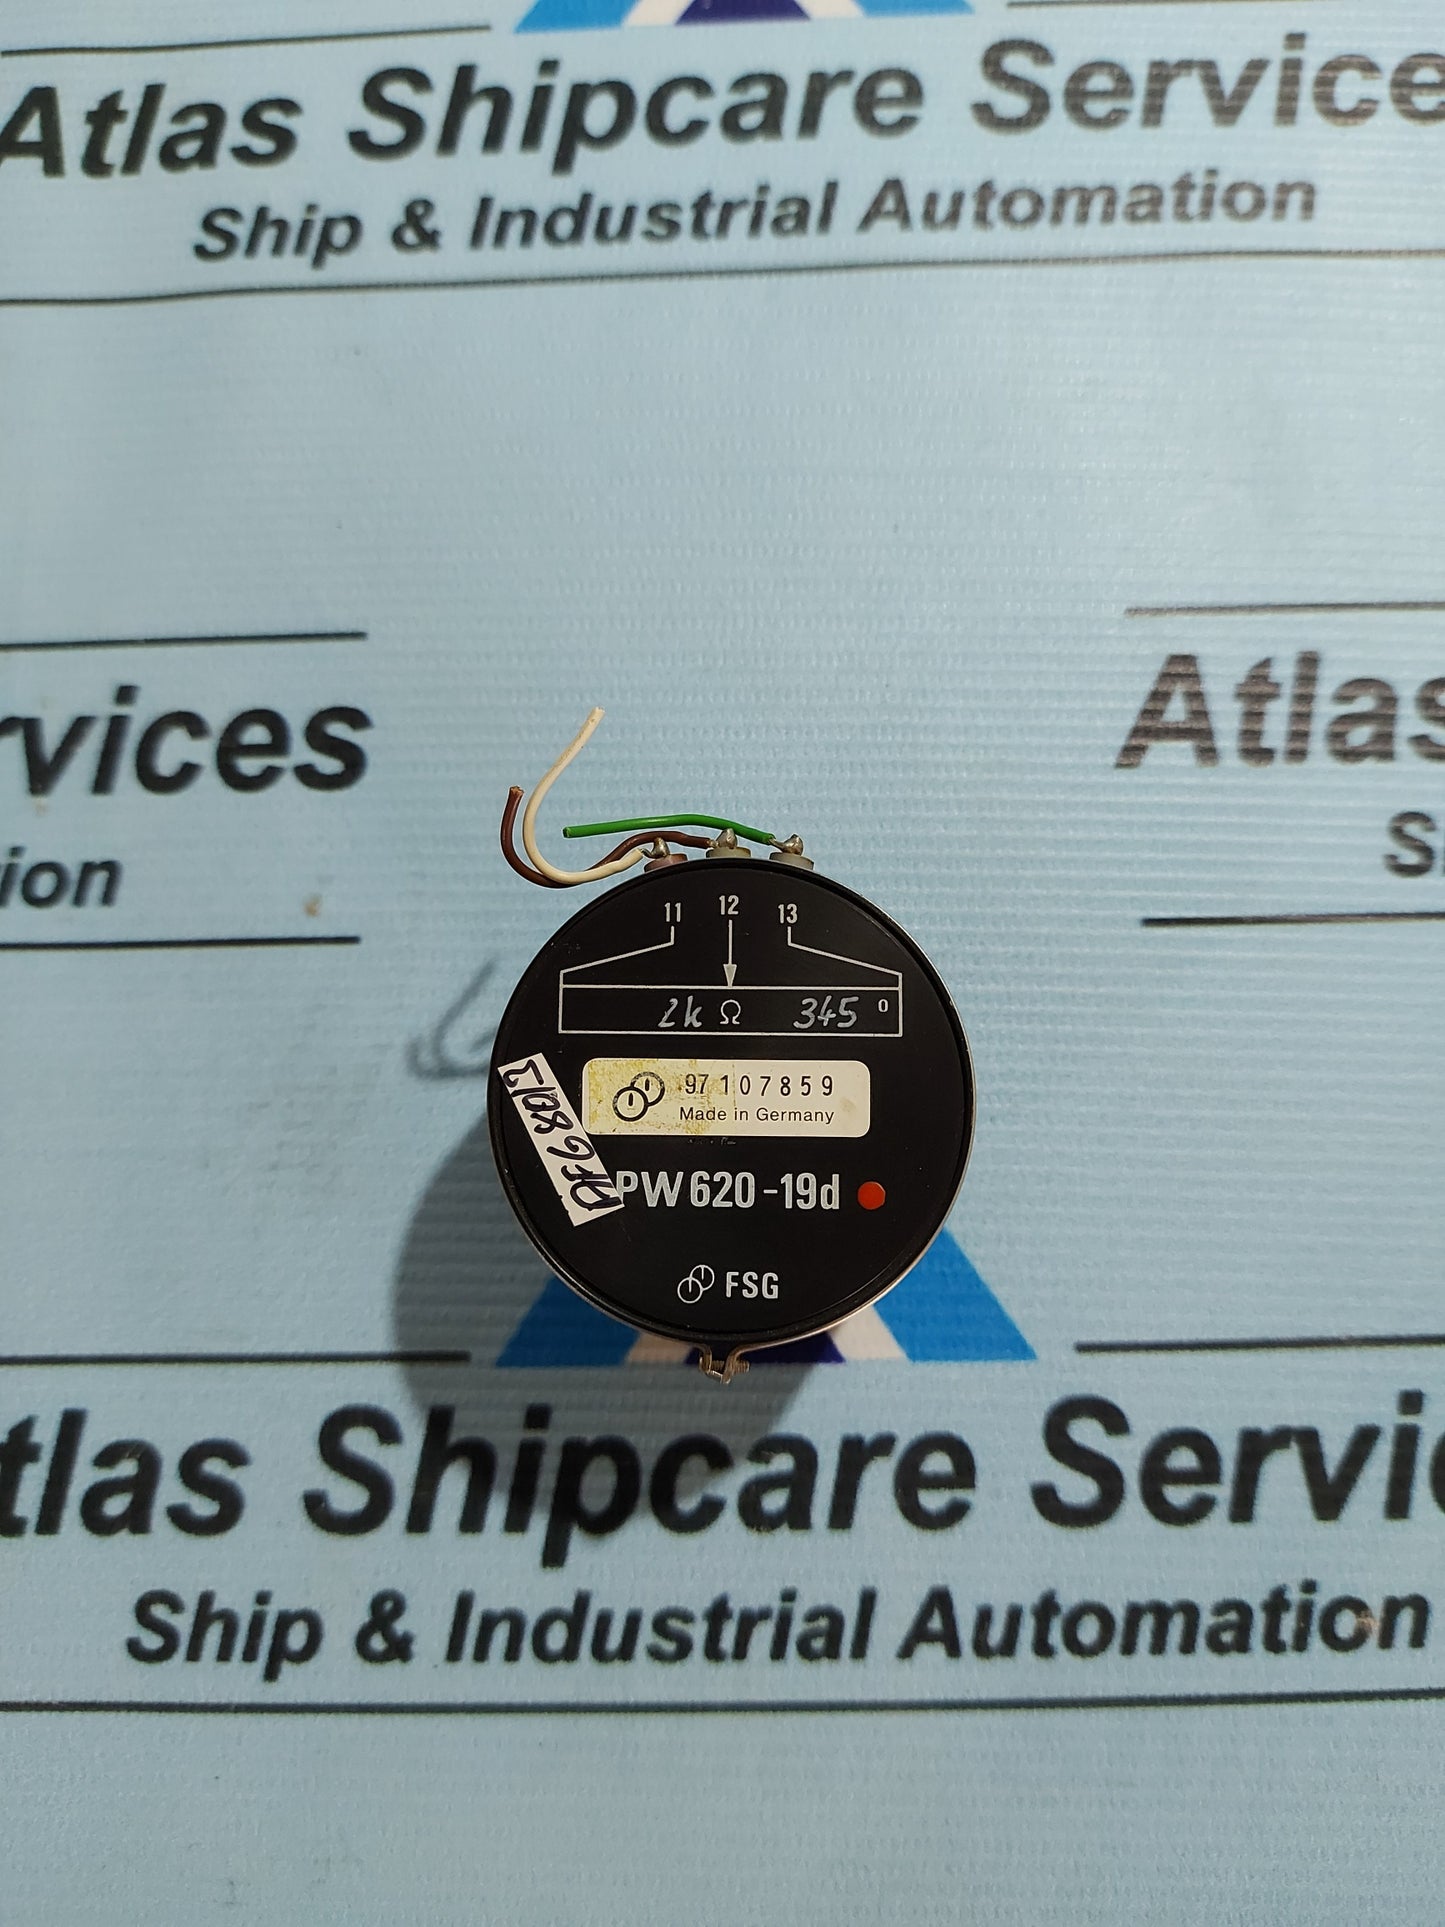 Atlas Shipcare Service
Ship & Industrial Automation
rvices
ion
Atlas
S
11 12 13
2k Ω 345 °
97 107859
Made in Germany
PW620-19d
FSG
tlas Shipcare Servi
Ship & Industrial Automation